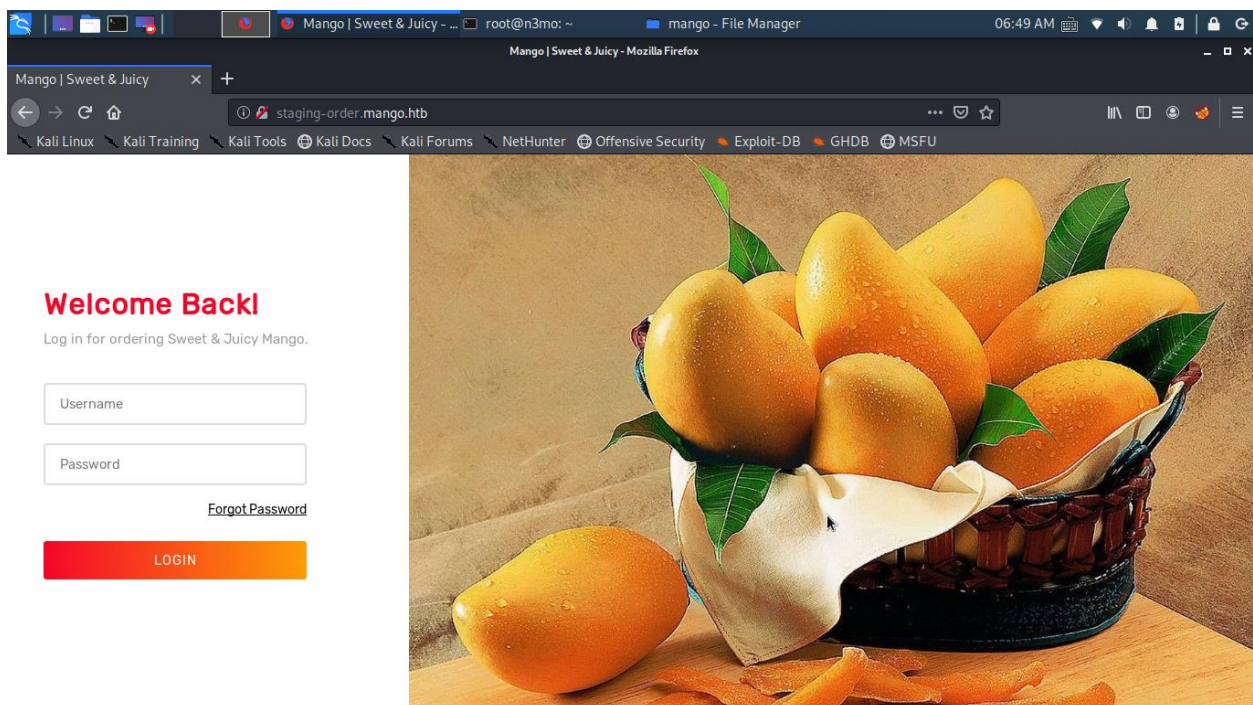 Mango | Sweet & Juicy - ... root@n3mo: ~ mango - File Manager 06:49 AM
Mango | Sweet & Juicy - Mozilla Firefox
Mango | Sweet & Juicy
staging-order.mango.htb
Kali Linux Kali Training Kali Tools Kali Docs Kali Forums NetHunter Offensive Security Exploit-DB GHDB MSFU
Welcome Back!
Log in for ordering Sweet & Juicy Mango.
Username
Password
Forgot Password
LOGIN